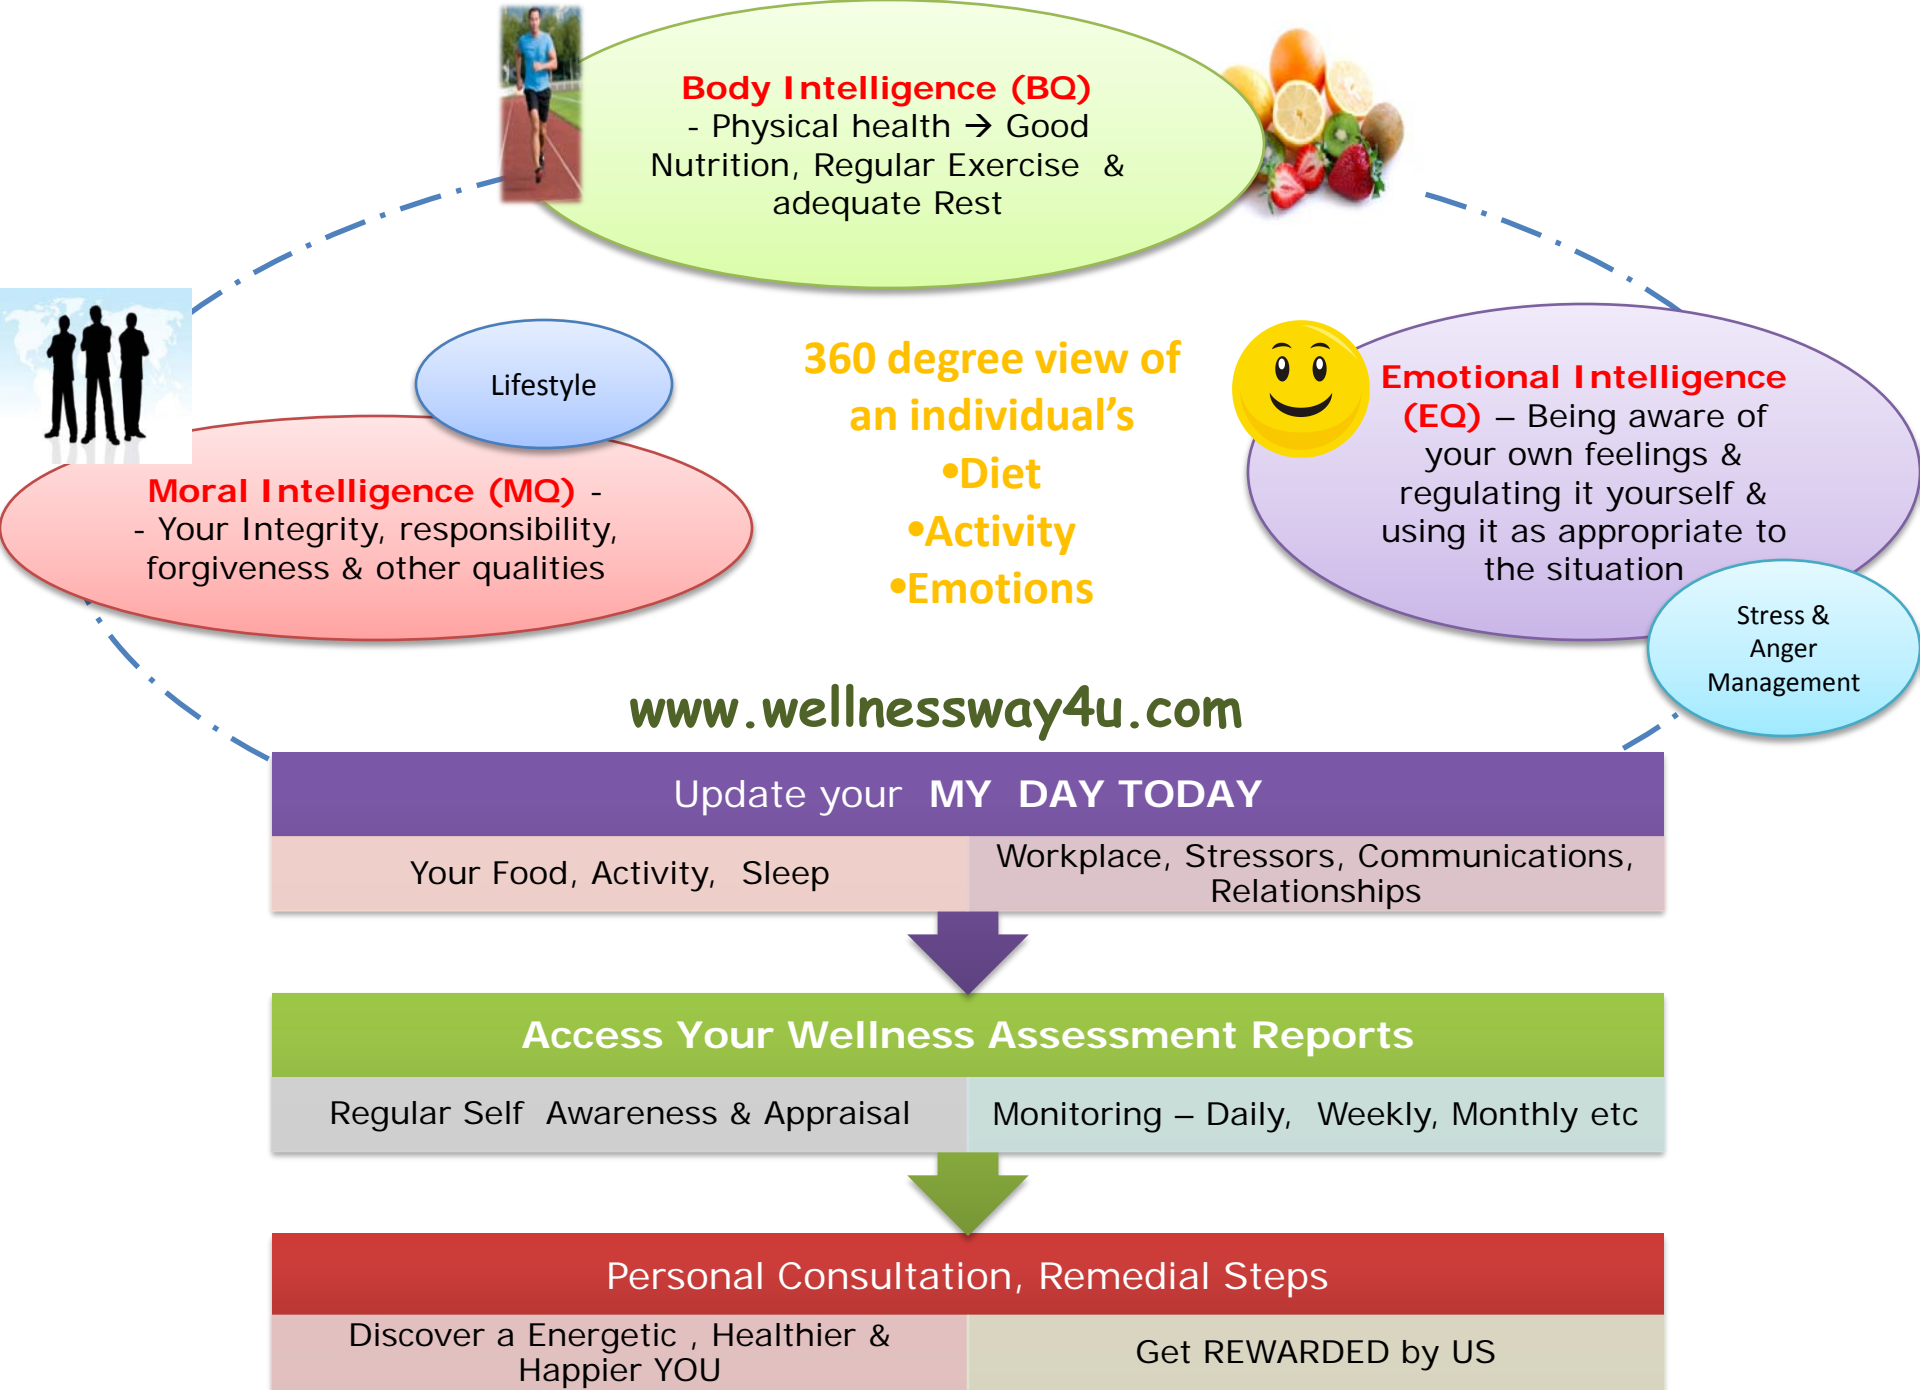 Body Intelligence (BQ)
- Physical health → Good
Nutrition, Regular Exercise &
adequate Rest
Lifestyle
Moral Intelligence (MQ) -
- Your Integrity, responsibility,
forgiveness & other qualities
360 degree view of
an individual’s
•Diet
•Activity
•Emotions
Emotional Intelligence
(EQ) – Being aware of
your own feelings &
regulating it yourself &
using it as appropriate to
the situation
Stress &
Anger
Management
www.wellnessway4u.com
Update your MY DAY TODAY
Your Food, Activity, Sleep
Workplace, Stressors, Communications,
Relationships
Access Your Wellness Assessment Reports
Regular Self Awareness & Appraisal
Monitoring – Daily, Weekly, Monthly etc
Personal Consultation, Remedial Steps
Discover a Energetic , Healthier &
Happier YOU
Get REWARDED by US